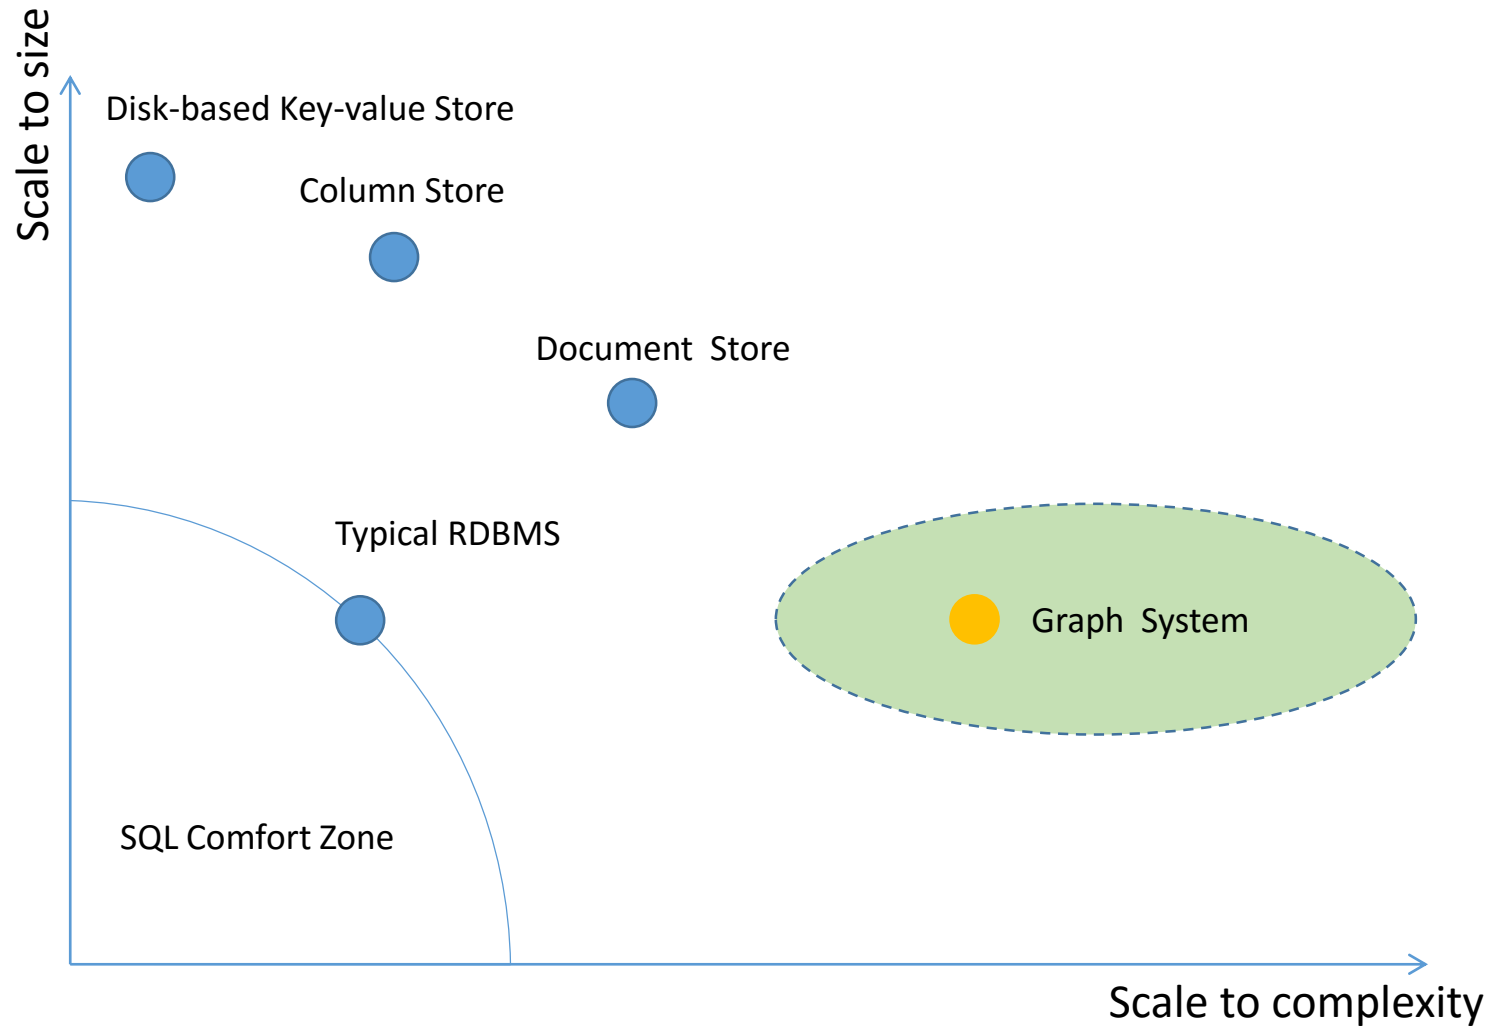 Scale to size
Disk-based Key-value Store
Column Store
Document  Store
Typical RDBMS
Graph  System
SQL Comfort Zone
Scale to complexity